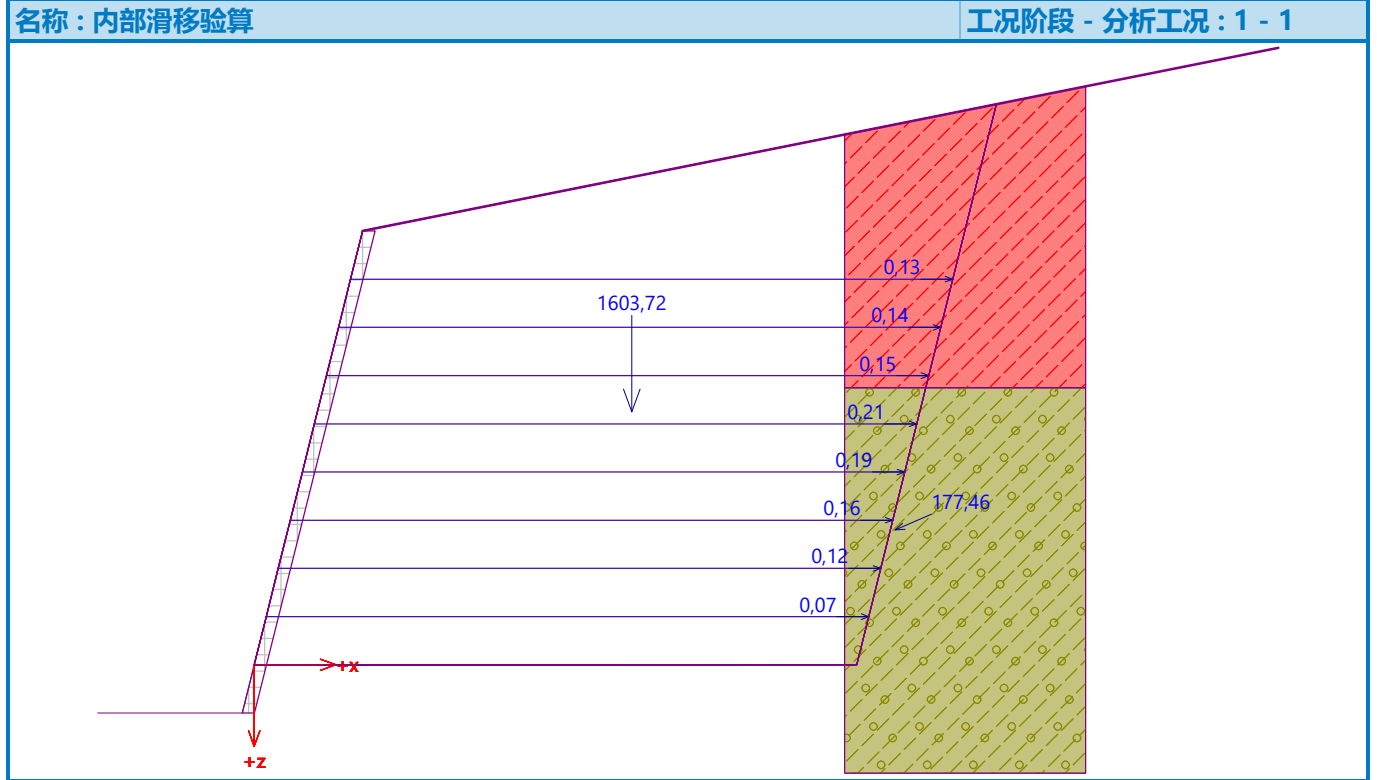 名称 : 内部滑移验算
工况阶段 - 分析工况 : 1 - 1
0,13
1603,72
0,14
0,15
0,21
0,19
177,46
0,16
0,12
0,07
+x
+z